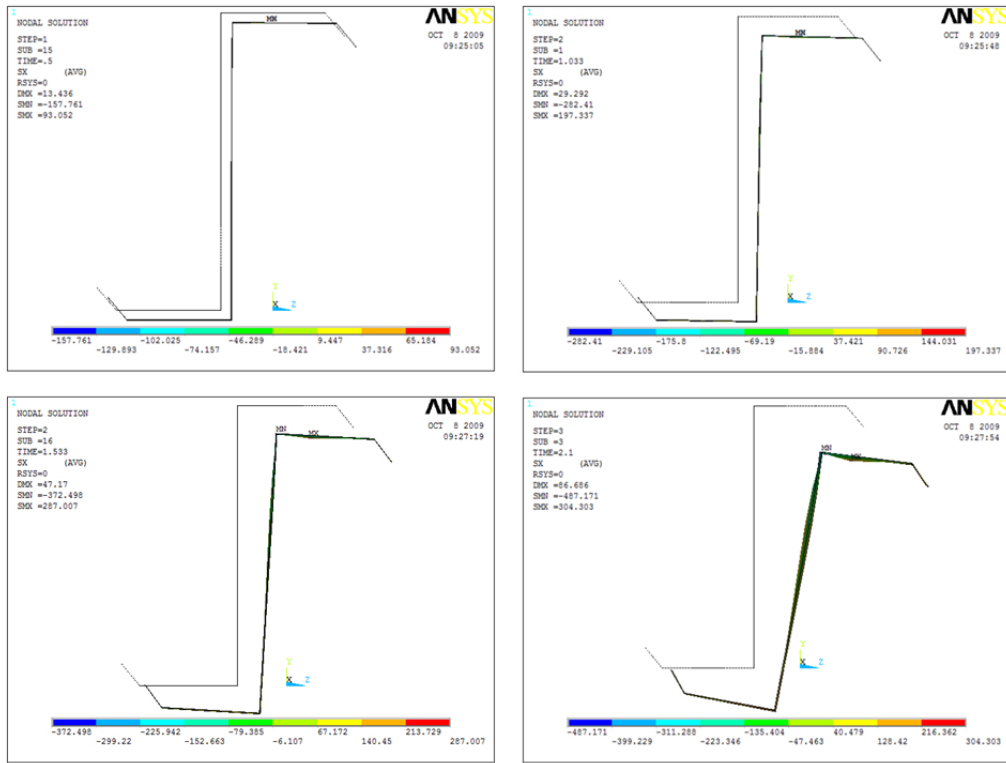 1
NODAL SOLUTION
STEP=1
SUB =15
TIME=.5
SX (AVG)
RSYS=0
DMX =13.436
SMN =-157.761
SMX =93.052
ANSYS
OCT 8 2009
09:25:05
MN
Y
X Z
-157.761 -102.025 -46.289 9.447 65.184
-129.893 -74.157 -18.421 37.316 93.052
1
NODAL SOLUTION
STEP=2
SUB =1
TIME=1.033
SX (AVG)
RSYS=0
DMX =29.292
SMN =-282.41
SMX =197.337
ANSYS
OCT 8 2009
09:25:48
MN
Y
X Z
-282.41 -175.8 -69.19 37.421 144.031
-229.105 -122.495 -15.884 90.726 197.337
1
NODAL SOLUTION
STEP=2
SUB =16
TIME=1.533
SX (AVG)
RSYS=0
DMX =47.17
SMN =-372.498
SMX =287.007
ANSYS
OCT 8 2009
09:27:19
MN MX
Y
X Z
-372.498 -225.942 -79.385 67.172 213.729
-299.22 -152.663 -6.107 140.45 287.007
1
NODAL SOLUTION
STEP=3
SUB =3
TIME=2.1
SX (AVG)
RSYS=0
DMX =86.686
SMN =-487.171
SMX =304.303
ANSYS
OCT 8 2009
09:27:54
MN
MX
Y
X Z
-487.171 -311.288 -135.404 40.479 216.362
-399.229 -223.346 -47.463 128.42 304.303